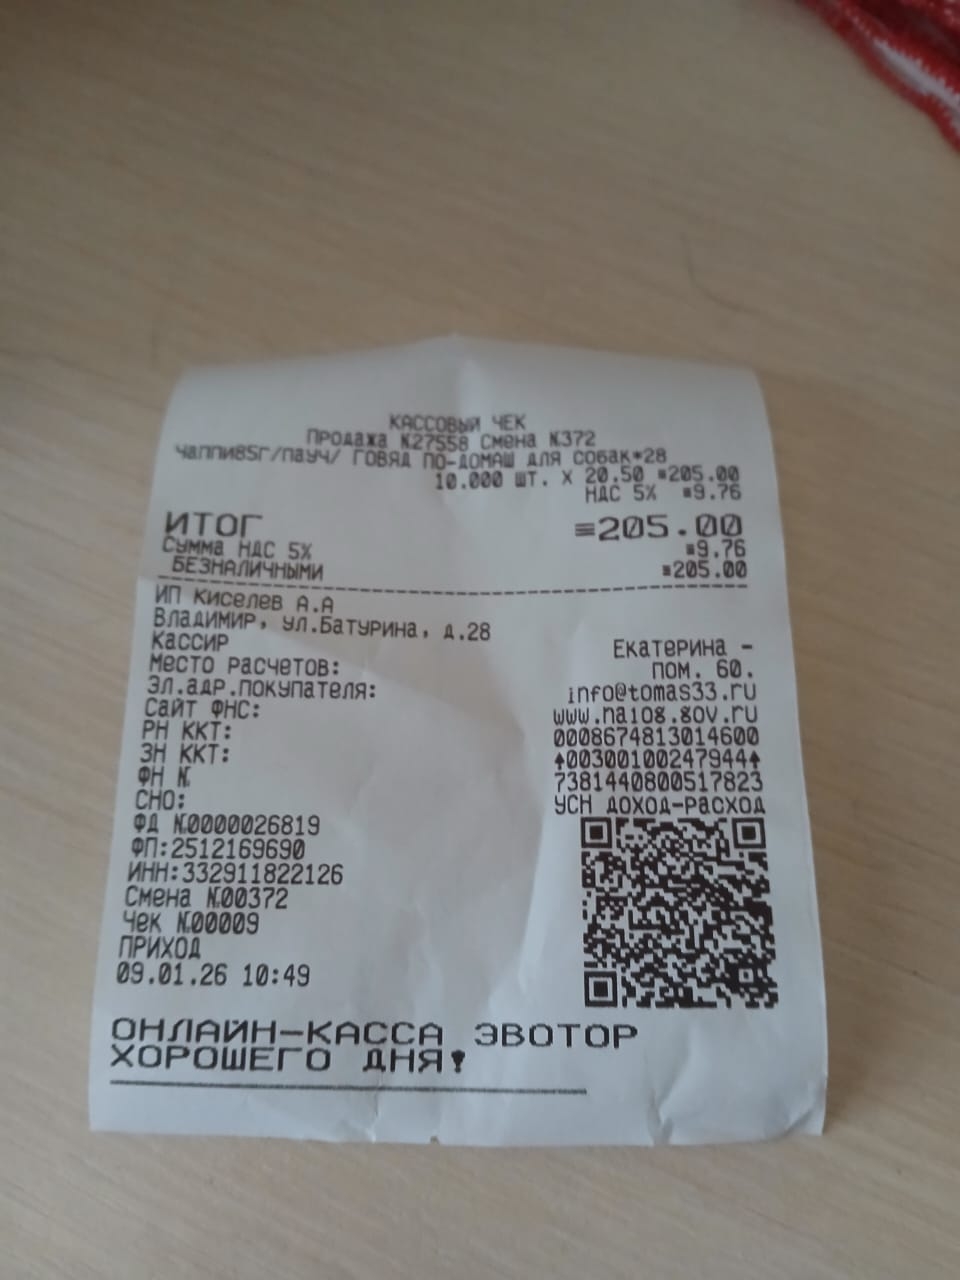 КАССОВЫЙ ЧЕК
Продажа №27558 Смена №372
Чаппи85г/пауч/ ГОВЯД ПО-ДОМАШ ДЛЯ собак*28
10.000 ШТ. X 20.50 ≡205.00
НДС 5% ≡9.76
ИТОГ ≡205.00
Сумма НДС 5% ≡9.76
БЕЗНАЛИЧНЫМИ ≡205.00
ИП Киселев А.А
Владимир, ул.Батурина, д.28
Кассир Екатерина -
Место расчетов: пом. 60.
Эл.адр.покупателя: info@tomas33.ru
Сайт ФНС: www.nalog.gov.ru
РН ККТ: 0008674813014600
ЗН ККТ: ↑00300100247944↑
ФН № 7381440800517823
СНО: УСН ДОХОД-РАСХОД
ФД №0000026819
ФП:2512169690
ИНН:332911822126
Смена №00372
Чек №00009
ПРИХОД
09.01.26 10:49
ОНЛАЙН-КАССА ЭВОТОР
ХОРОШЕГО ДНЯ!